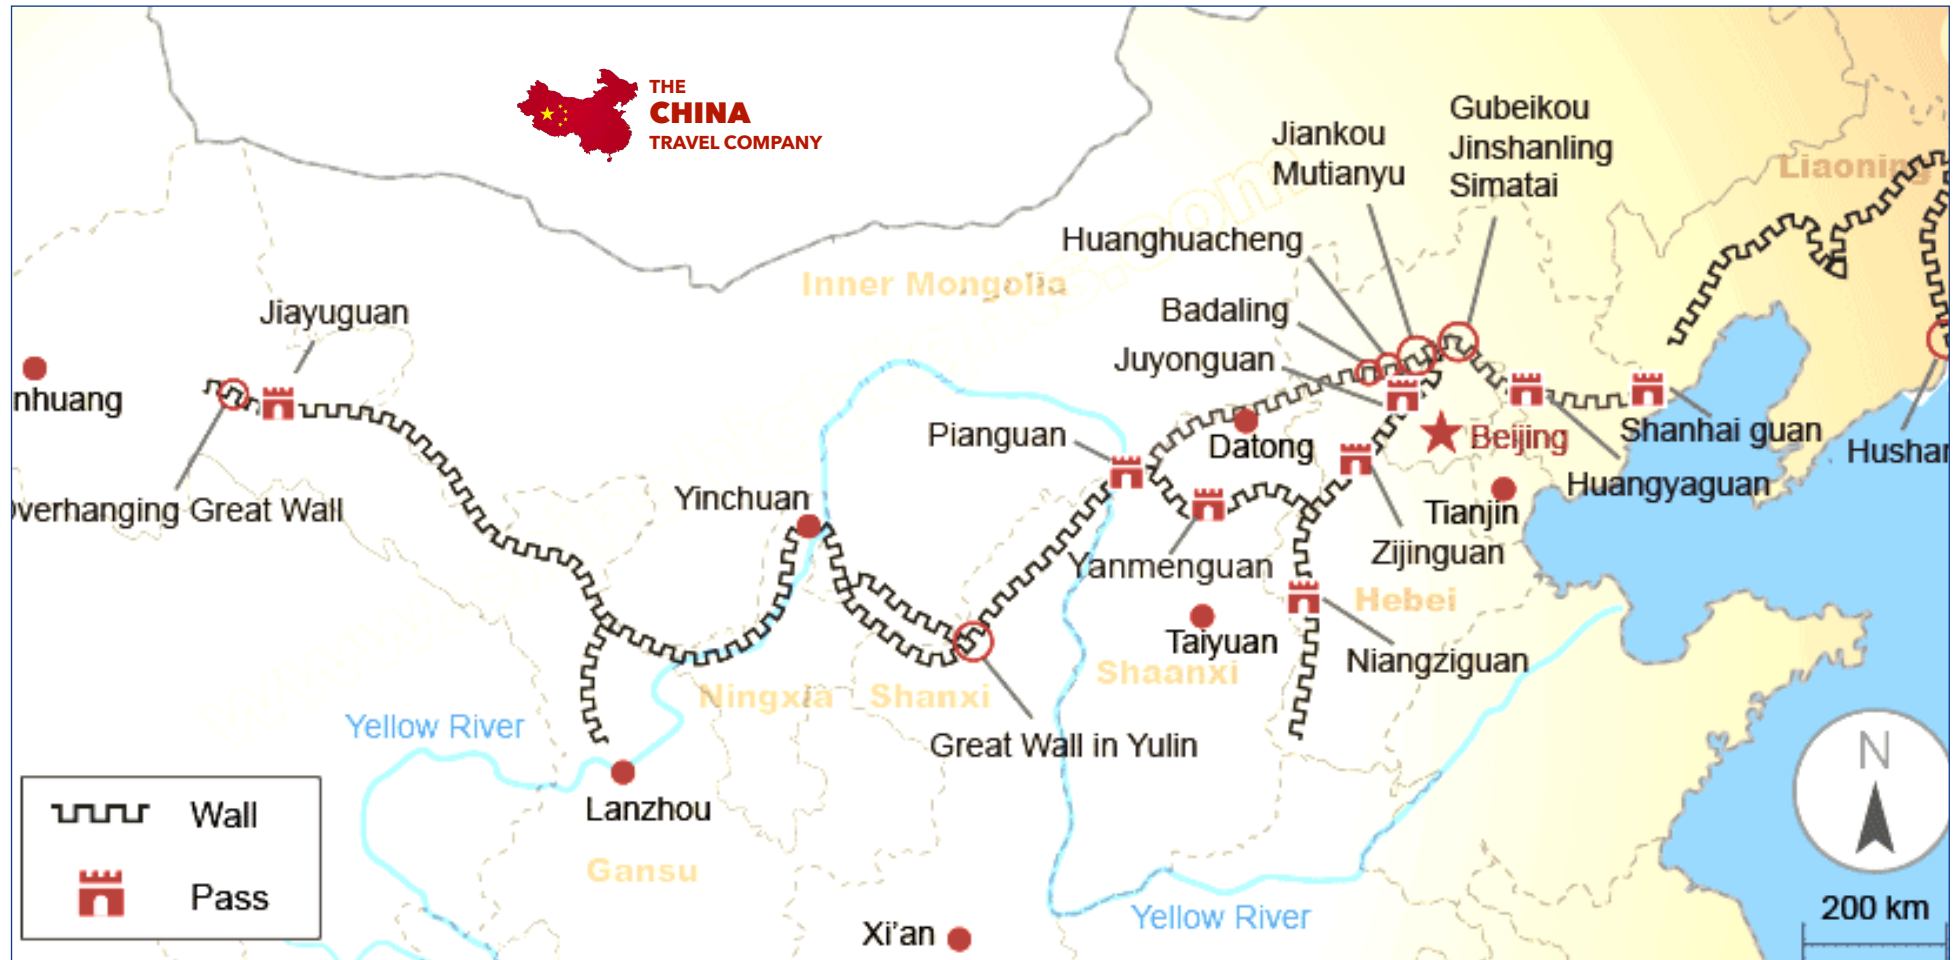 THE
CHINA
TRAVEL COMPANY
Gubeikou
Jinshanling
Simatai
Jiankou
Mutianyu
Liaoning
Huanghuacheng
Inner Mongolia
Badaling
Jiayuguan
Juyonguan
nhuang
Pianguan
Datong
Beijing
Shanhai guan
Hushan
Huangyaguan
Yinchuan
verhanging Great Wall
Tianjin
Zijinguan
Yanmenguan
Hebei
Taiyuan
Niangziguan
Shaanxi
Ningxia
Shanxi
Yellow River
Great Wall in Yulin
N
Wall
Lanzhou
Gansu
Pass
200 km
Yellow River
Xi'an